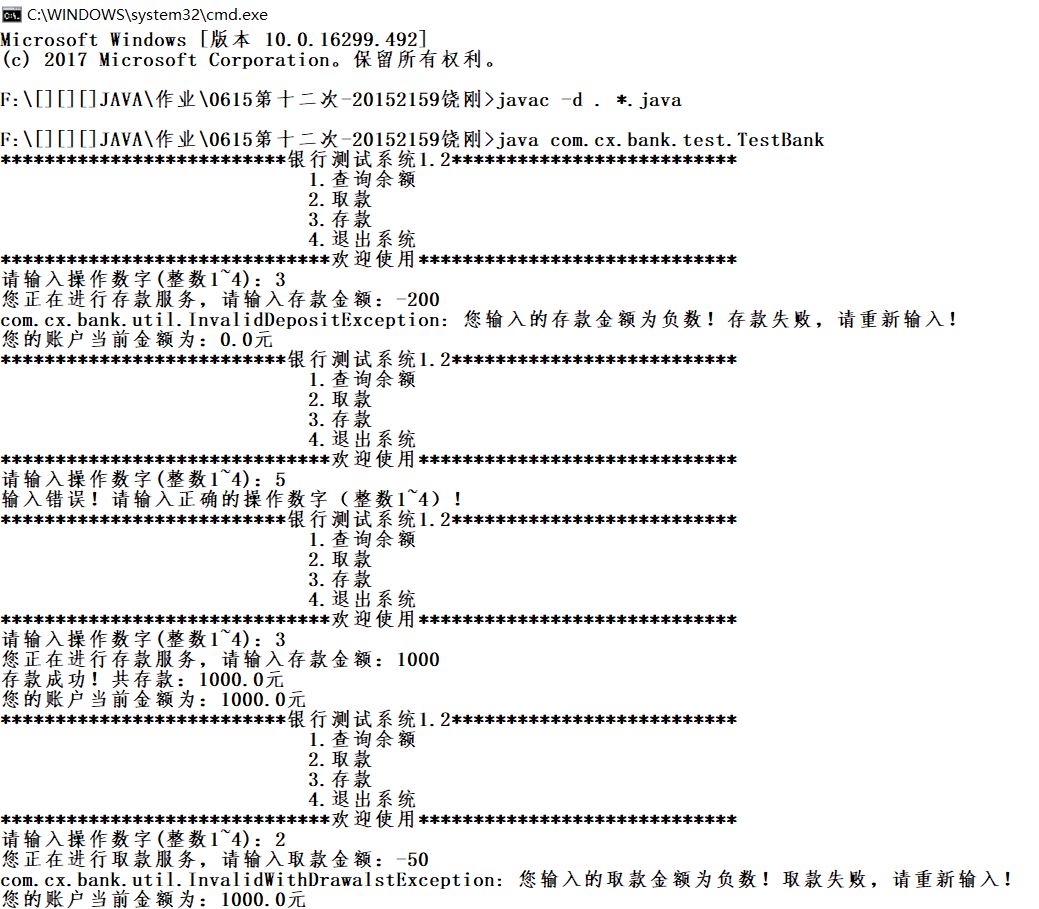 C:\WINDOWS\system32\cmd.exe
Microsoft Windows [版本 10.0.16299.492]
(c) 2017 Microsoft Corporation。保留所有权利。
F:\[][][]JAVA\作业\0615第十二次-20152159饶刚>javac -d . *.java
F:\[][][]JAVA\作业\0615第十二次-20152159饶刚>java com.cx.bank.test.TestBank
**************************银行测试系统1.2**************************
1.查询余额
2.取款
3.存款
4.退出系统
******************************欢迎使用*****************************
请输入操作数字(整数1~4): 3
您正在进行存款服务，请输入存款金额：-200
com.cx.bank.util.InvalidDepositException: 您输入的存款金额为负数！存款失败，请重新输入！
您的账户当前金额为：0.0元
**************************银行测试系统1.2**************************
1.查询余额
2.取款
3.存款
4.退出系统
******************************欢迎使用*****************************
请输入操作数字(整数1~4): 5
输入错误！请输入正确的操作数字（整数1~4）！
**************************银行测试系统1.2**************************
1.查询余额
2.取款
3.存款
4.退出系统
******************************欢迎使用*****************************
请输入操作数字(整数1~4): 3
您正在进行存款服务，请输入存款金额：1000
存款成功！共存款：1000.0元
您的账户当前金额为：1000.0元
**************************银行测试系统1.2**************************
1.查询余额
2.取款
3.存款
4.退出系统
******************************欢迎使用*****************************
请输入操作数字(整数1~4): 2
您正在进行取款服务，请输入取款金额：-50
com.cx.bank.util.InvalidWithDrawalstException: 您输入的取款金额为负数！取款失败，请重新输入！
您的账户当前金额为：1000.0元